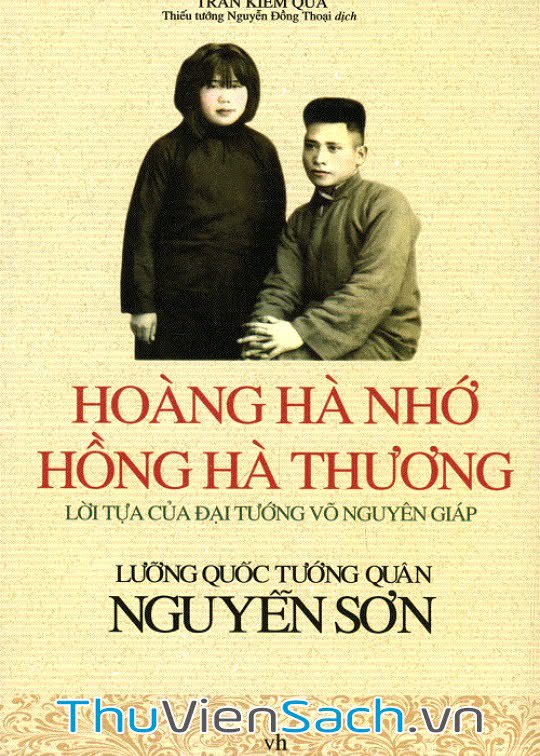 TRẦN KIẾM QUA
Thiếu tướng Nguyễn Đồng Thoại dịch
HOÀNG HÀ NHỚ
HỒNG HÀ THƯƠNG
LỜI TỰA CỦA ĐẠI TƯỚNG VÕ NGUYÊN GIÁP
LƯỠNG QUỐC TƯỚNG QUÂN
NGUYỄN SƠN
ThuVienSach.vn
vh